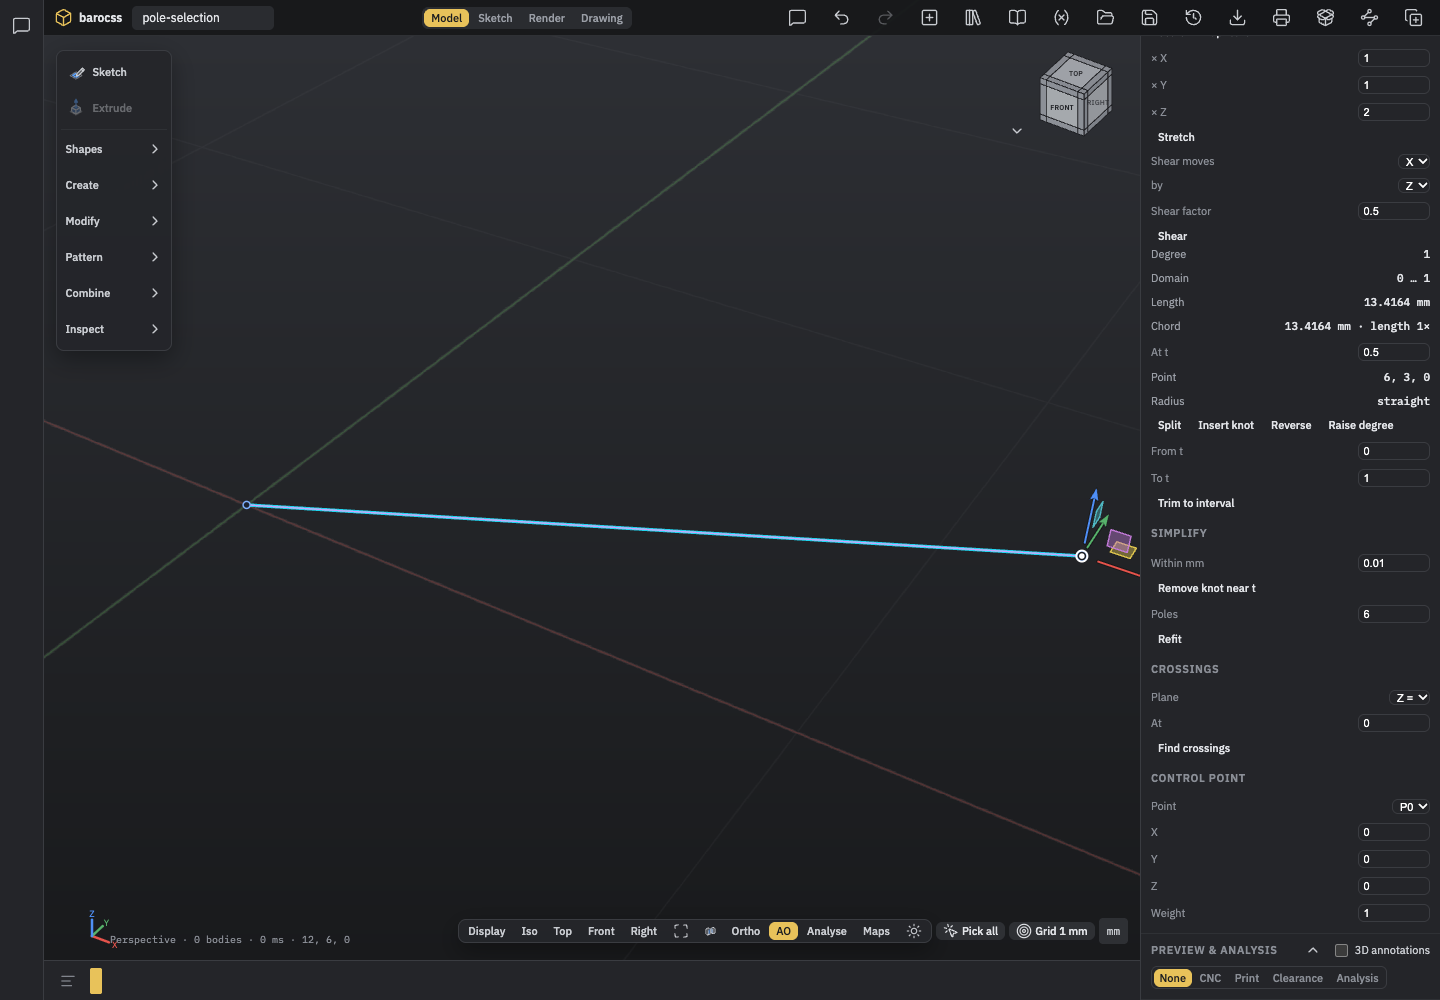 barocss
pole-selection
Model Sketch Render Drawing
Sketch
Extrude
Shapes
Create
Modify
Pattern
Combine
Inspect
TOP
FRONT
RIGHT
× X 1
× Y 1
× Z 2
Stretch
Shear moves X
by Z
Shear factor 0.5
Shear
Degree 1
Domain 0 … 1
Length 13.4164 mm
Chord 13.4164 mm · length 1×
At t 0.5
Point 6, 3, 0
Radius straight
Split Insert knot Reverse Raise degree
From t 0
To t 1
Trim to interval
SIMPLIFY
Within mm 0.01
Remove knot near t
Poles 6
Refit
CROSSINGS
Plane Z =
At 0
Find crossings
CONTROL POINT
Point P0
X 0
Y 0
Z 0
Weight 1
PREVIEW & ANALYSIS 3D annotations
None CNC Print Clearance Analysis
Z
Y
X
Perspective · 0 bodies · 0 ms · 12, 6, 0
Display Iso Top Front Right Ortho AO Analyse Maps Pick all Grid 1 mm mm